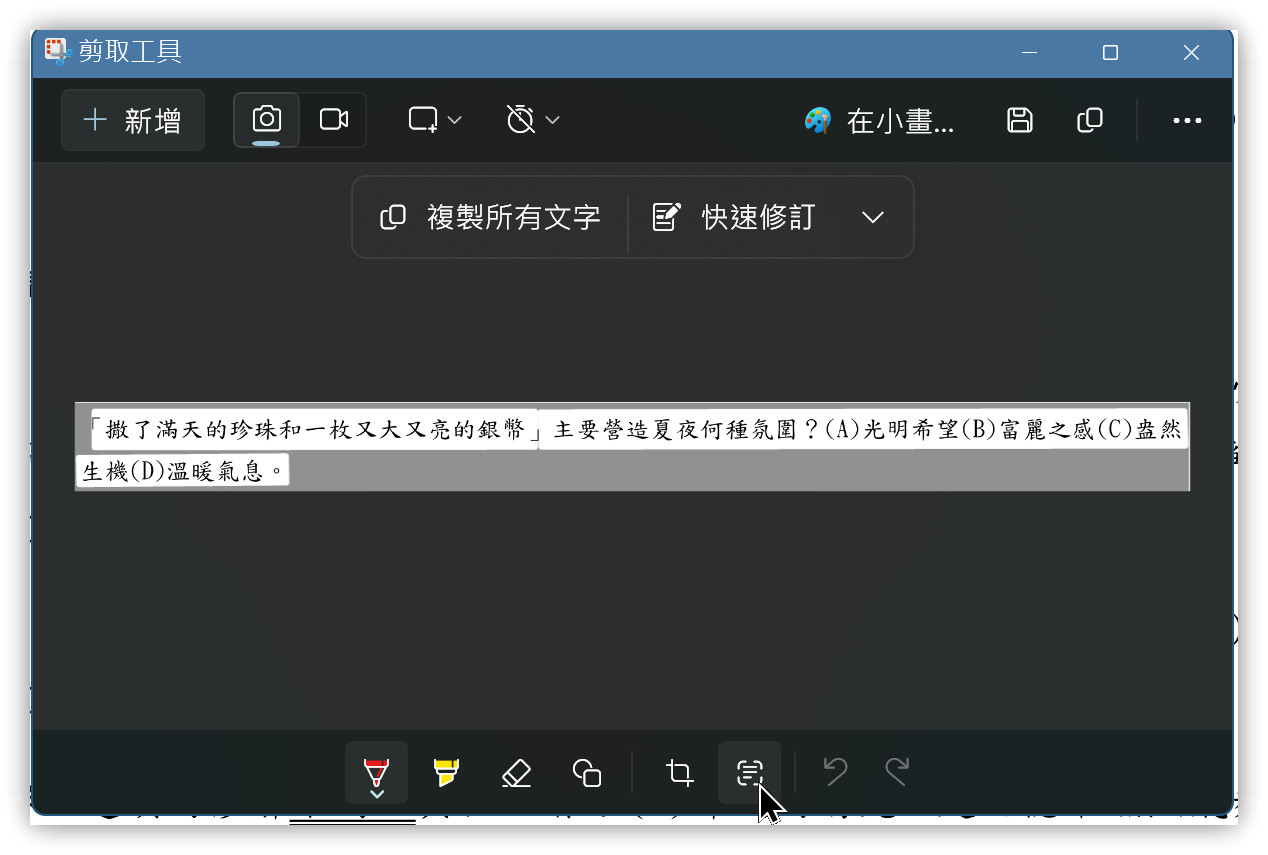 剪取工具
新增
在小畫...
複製所有文字
快速修訂
「撒了滿天的珍珠和一枚又大又亮的銀幣」主要營造夏夜何種氛圍？(A)光明希望(B)富麗之感(C)盎然
生機(D)溫暖氣息。